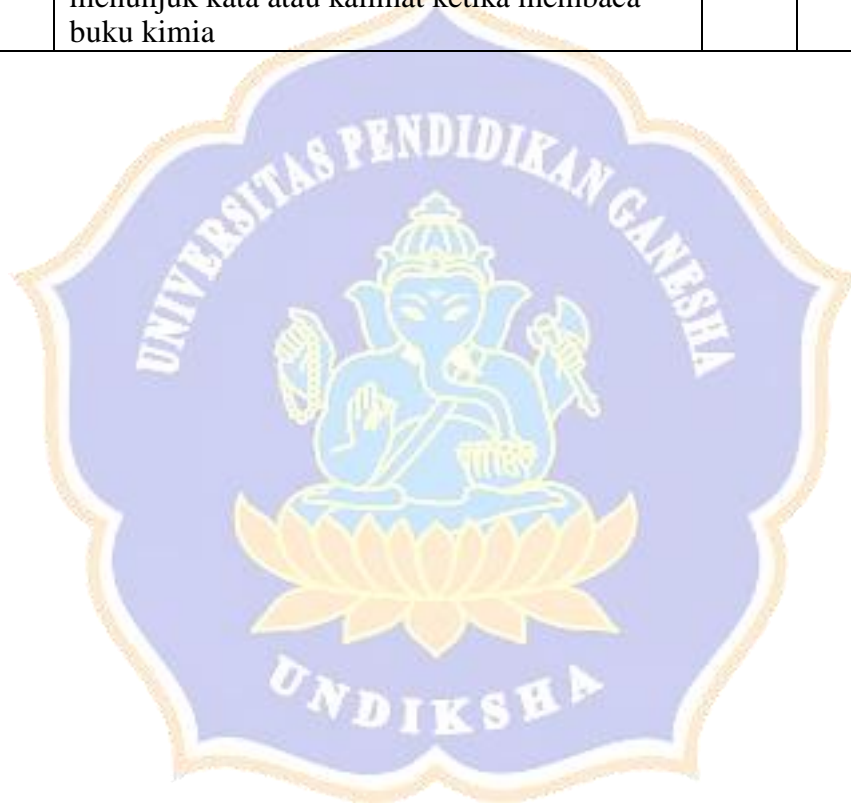 menunjuk kata atau kalimat ketika membaca
buku kimia
UNIVERSITAS PENDIDIKAN GANESHA
UNDIKSHA